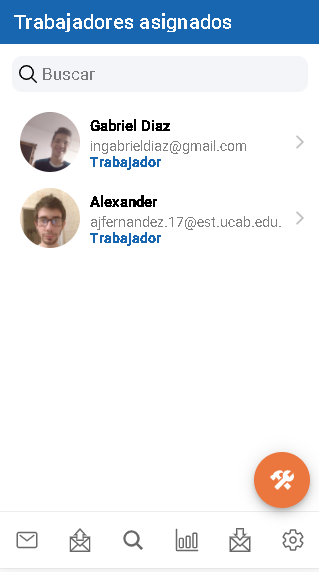 Trabajadores asignados
Buscar
Gabriel Diaz
ingabrieldiaz@gmail.com
Trabajador
Alexander
ajfernandez.17@est.ucab.edu.
Trabajador